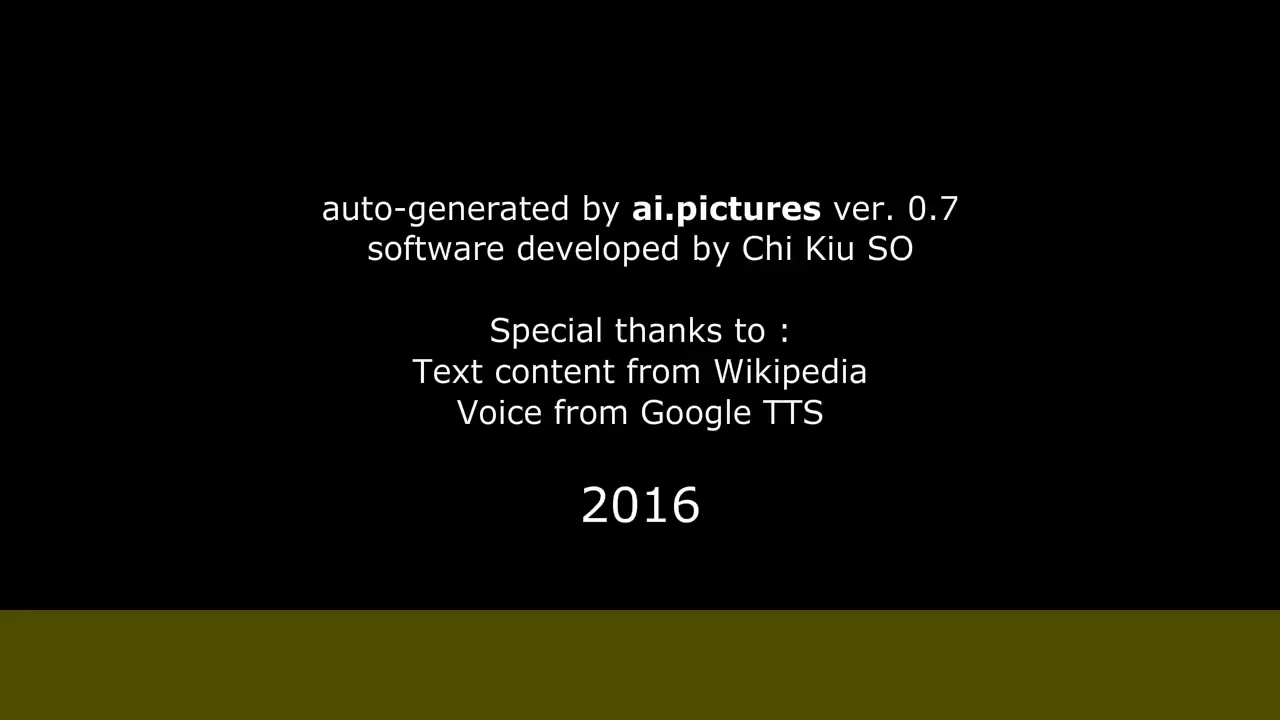 auto-generated by ai.pictures ver. 0.7
software developed by Chi Kiu SO
Special thanks to :
Text content from Wikipedia
Voice from Google TTS
2016